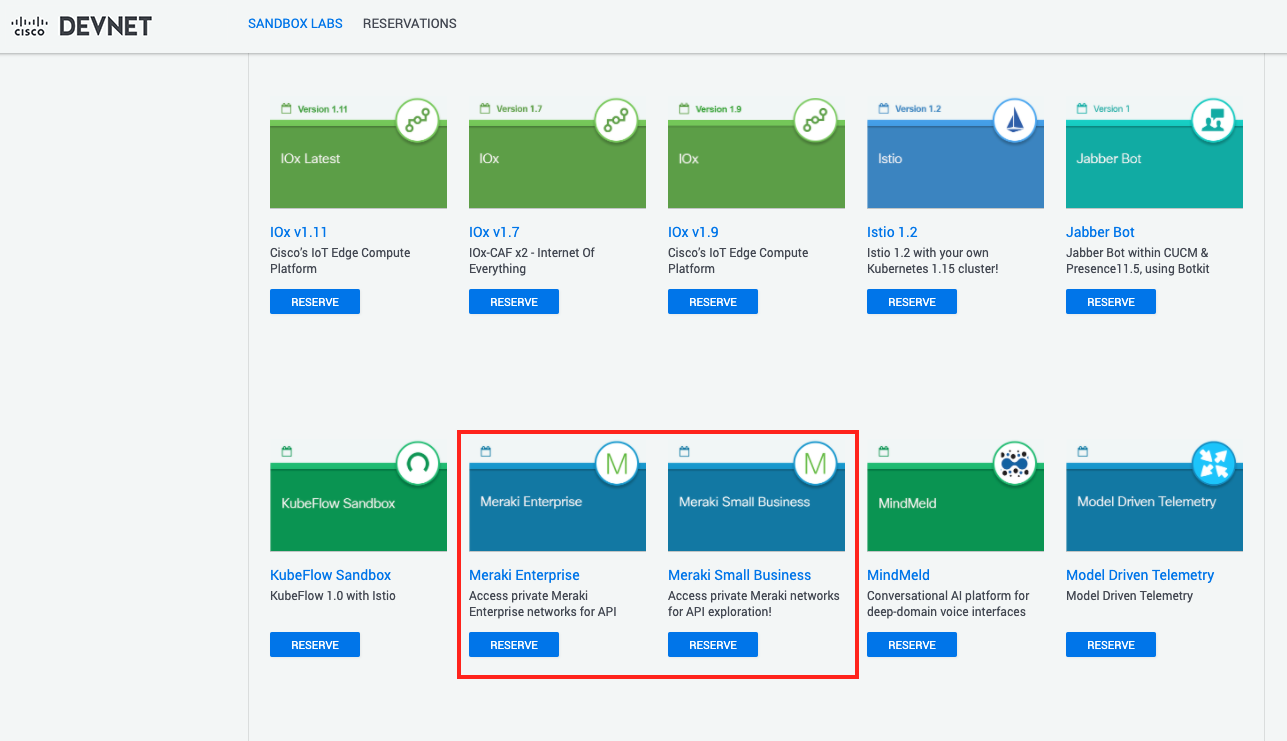 CISCO DEVNET SANDBOX LABS RESERVATIONS
Version 1.11
IOx Latest
IOx v1.11
Cisco's IoT Edge Compute
Platform
RESERVE
Version 1.7
IOx
IOx v1.7
IOx-CAF x2 - Internet Of
Everything
RESERVE
Version 1.9
IOx
IOx v1.9
Cisco's IoT Edge Compute
Platform
RESERVE
Version 1.2
Istio
Istio 1.2
Istio 1.2 with your own
Kubernetes 1.15 cluster!
RESERVE
Version 1
Jabber Bot
Jabber Bot
Jabber Bot within CUCM &
Presence11.5, using Botkit
RESERVE
KubeFlow Sandbox
KubeFlow Sandbox
KubeFlow 1.0 with Istio
RESERVE
M
Meraki Enterprise
Meraki Enterprise
Access private Meraki
Enterprise networks for API
RESERVE
M
Meraki Small Business
Meraki Small Business
Access private Meraki networks
for API exploration!
RESERVE
MindMeld
MindMeld
Conversational AI platform for
deep-domain voice interfaces
RESERVE
Model Driven Telemetry
Model Driven Telemetry
Model Driven Telemetry
RESERVE